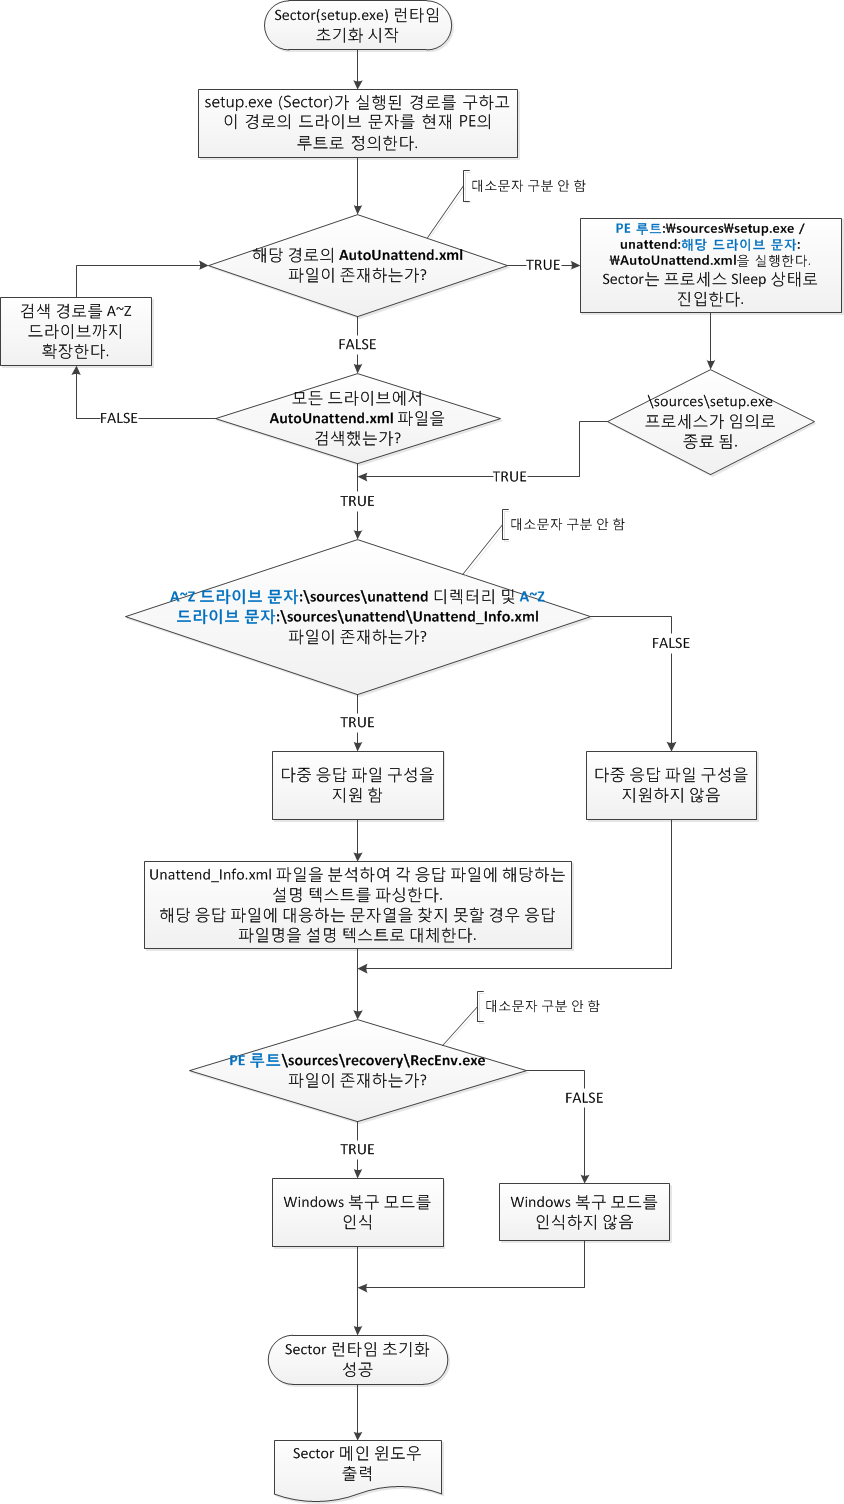 Sector(setup.exe) 런타임
초기화 시작
setup.exe (Sector)가 실행된 경로를 구하고
이 경로의 드라이브 문자를 현재 PE의
루트로 정의한다.
대소문자 구분 안 함
해당 경로의 AutoUnattend.xml
파일이 존재하는가?
TRUE
PE 루트:₩sources₩setup.exe /
unattend:해당 드라이브 문자:
₩AutoUnattend.xml을 실행한다.
Sector는 프로세스 Sleep 상태로
진입한다.
검색 경로를 A~Z
드라이브까지
확장한다.
FALSE
모든 드라이브에서
AutoUnattend.xml 파일을
검색했는가?
FALSE
\sources\setup.exe
프로세스가 임의로
종료 됨.
TRUE
TRUE
대소문자 구분 안 함
A~Z 드라이브 문자:\sources\unattend 디렉터리 및 A~Z
드라이브 문자:\sources\unattend\Unattend_Info.xml
파일이 존재하는가?
FALSE
TRUE
다중 응답 파일 구성을
지원 함
다중 응답 파일 구성을
지원하지 않음
Unattend_Info.xml 파일을 분석하여 각 응답 파일에 해당하는
설명 텍스트를 파싱한다.
해당 응답 파일에 대응하는 문자열을 찾지 못할 경우 응답
파일명을 설명 텍스트로 대체한다.
대소문자 구분 안 함
PE 루트\sources\recovery\RecEnv.exe
파일이 존재하는가?
FALSE
TRUE
Windows 복구 모드를
인식
Windows 복구 모드를
인식하지 않음
Sector 런타임 초기화
성공
Sector 메인 윈도우
출력